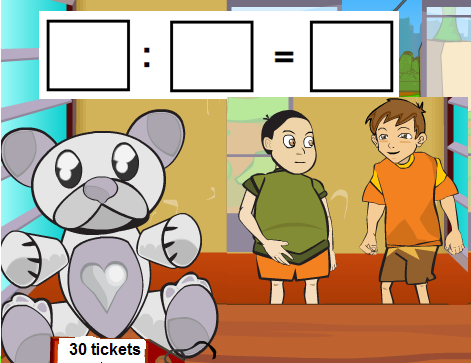 : =
30 tickets